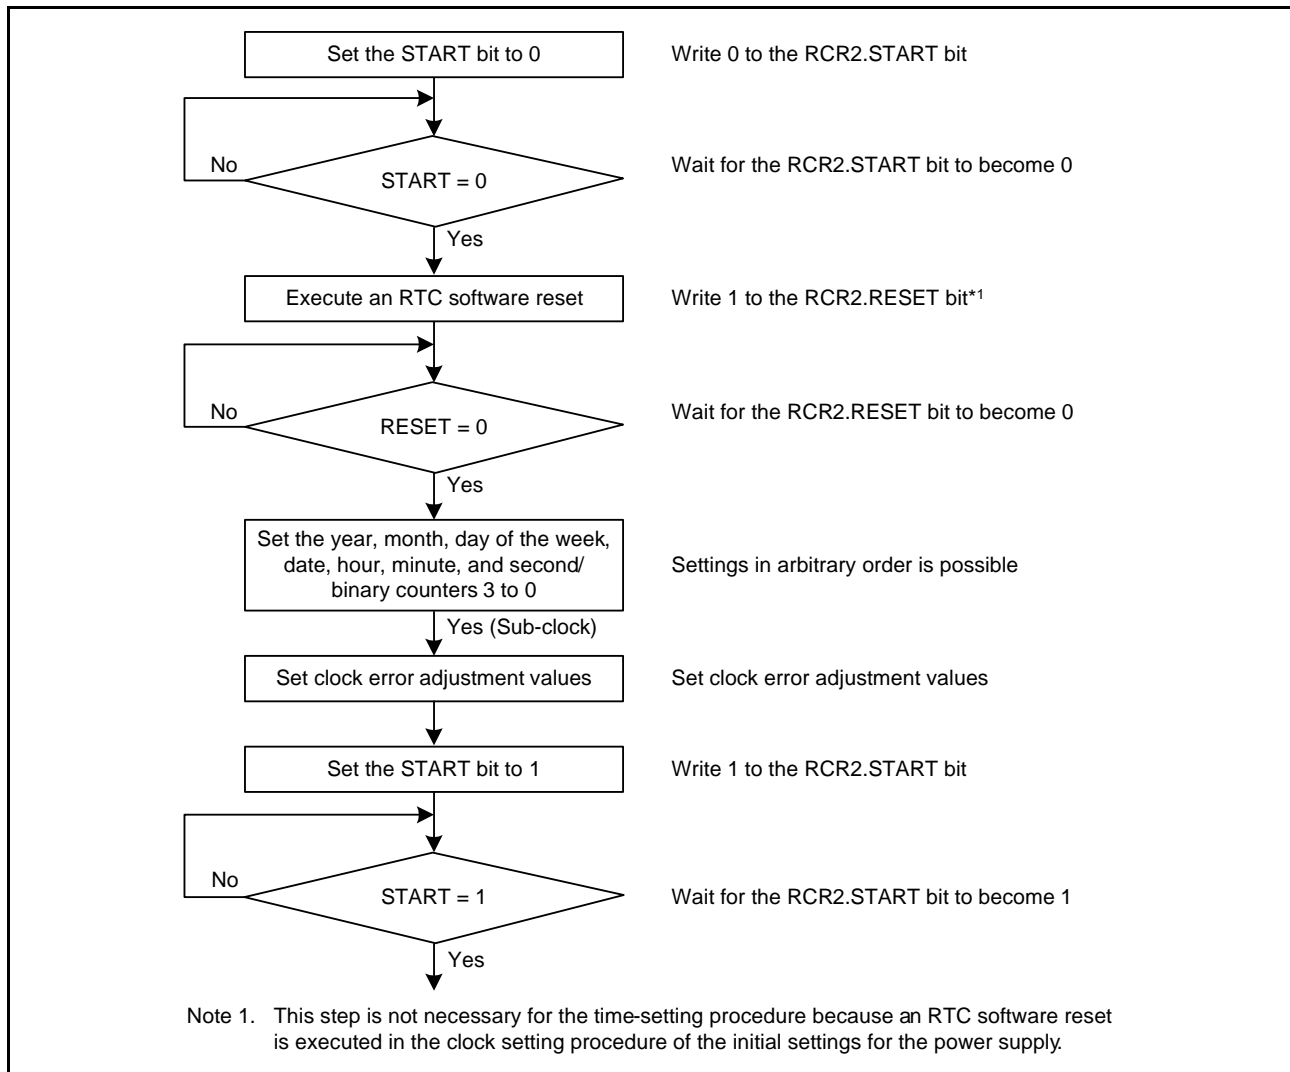 Set the START bit to 0
Write 0 to the RCR2.START bit
No
START = 0
Wait for the RCR2.START bit to become 0
Yes
Execute an RTC software reset
Write 1 to the RCR2.RESET bit*1
No
RESET = 0
Wait for the RCR2.RESET bit to become 0
Yes
Set the year, month, day of the week,
date, hour, minute, and second/
binary counters 3 to 0
Settings in arbitrary order is possible
Yes (Sub-clock)
Set clock error adjustment values
Set clock error adjustment values
Set the START bit to 1
Write 1 to the RCR2.START bit
No
START = 1
Wait for the RCR2.START bit to become 1
Yes
Note 1. This step is not necessary for the time-setting procedure because an RTC software reset
is executed in the clock setting procedure of the initial settings for the power supply.